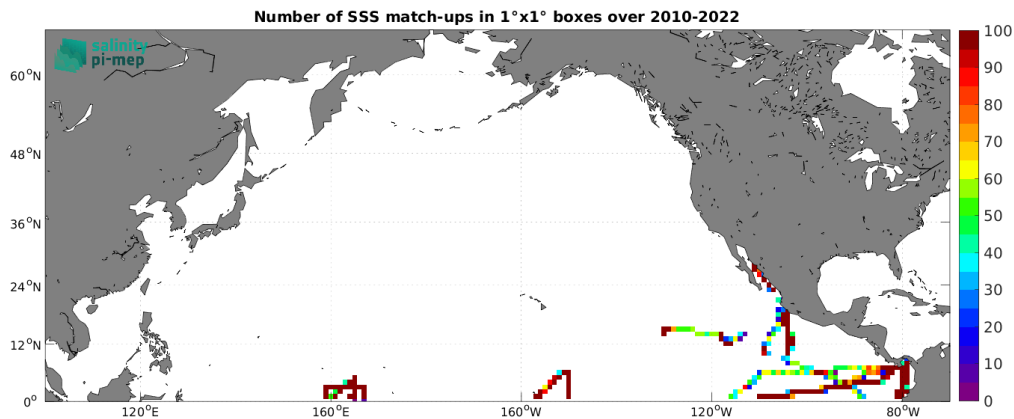 Number of SSS match-ups in 1°x1° boxes over 2010-2022
salinity
pi-mep
60°N
48°N
36°N
24°N
12°N
0°
120°E
160°E
160°W
120°W
80°W
100
90
80
70
60
50
40
30
20
10
0